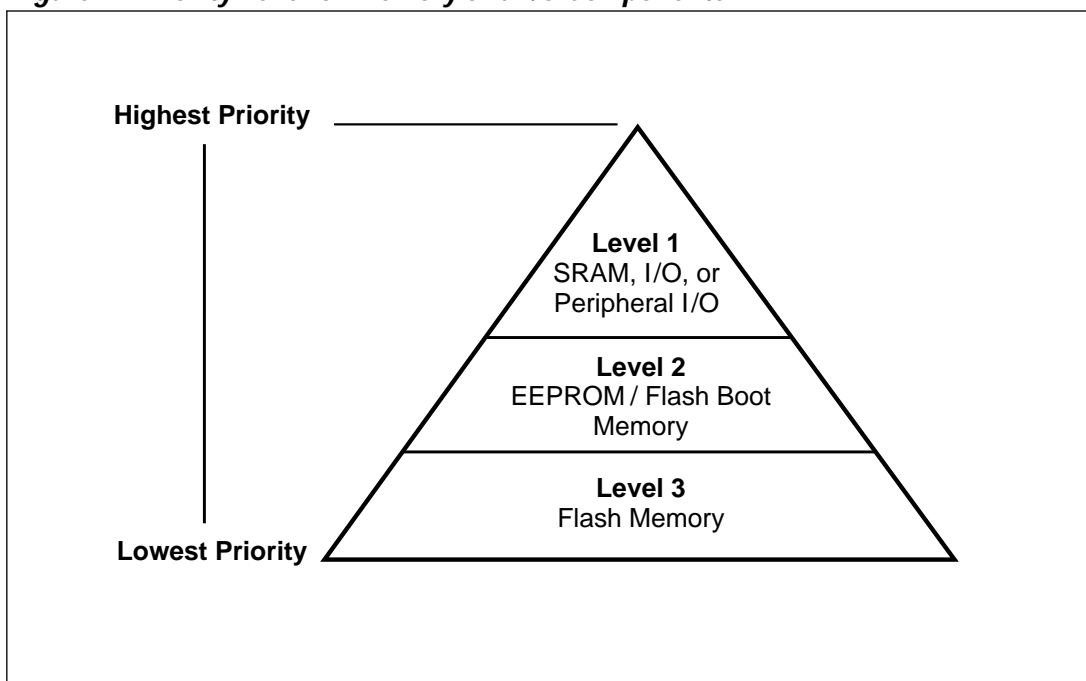 Highest Priority
Level 1
SRAM, I/O, or
Peripheral I/O
Level 2
EEPROM / Flash Boot
Memory
Level 3
Flash Memory
Lowest Priority